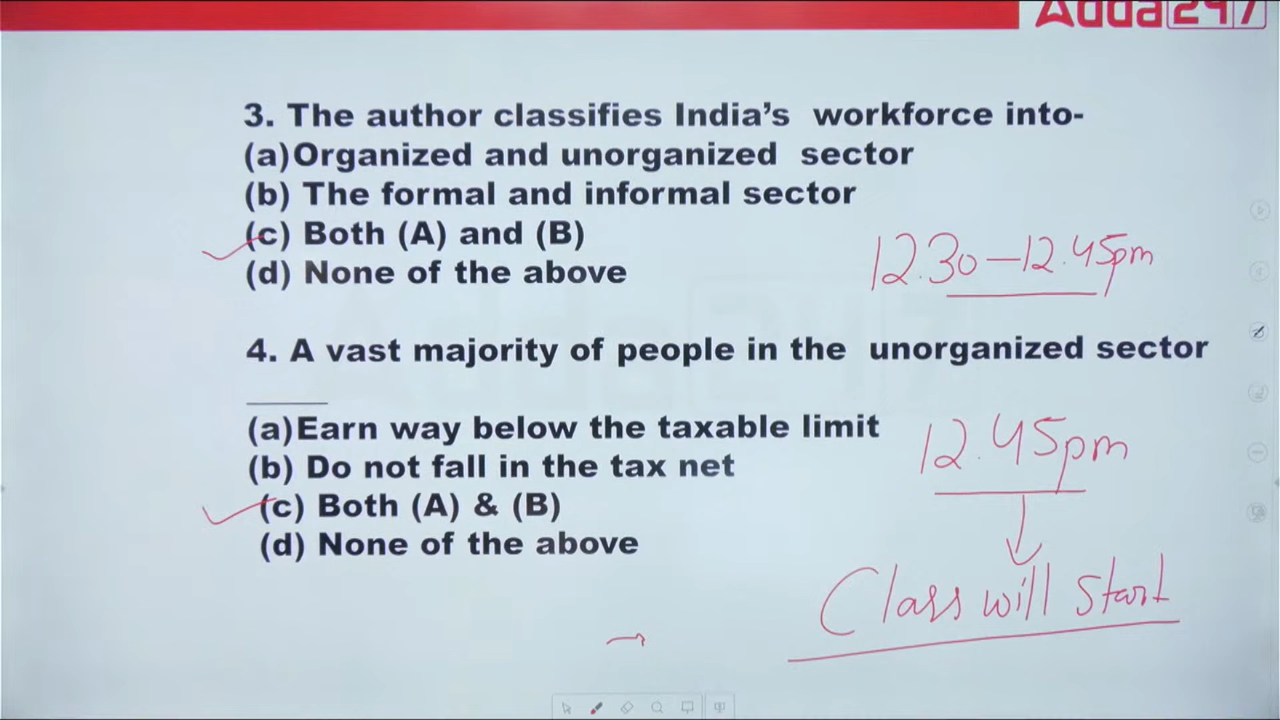 Adda247
3. The author classifies India’s workforce into-
(a)Organized and unorganized sector
(b) The formal and informal sector
(c) Both (A) and (B)
(d) None of the above
12.30-12.45pm
4. A vast majority of people in the unorganized sector
______
(a)Earn way below the taxable limit
(b) Do not fall in the tax net
(c) Both (A) & (B)
(d) None of the above
12.45pm
Class will start